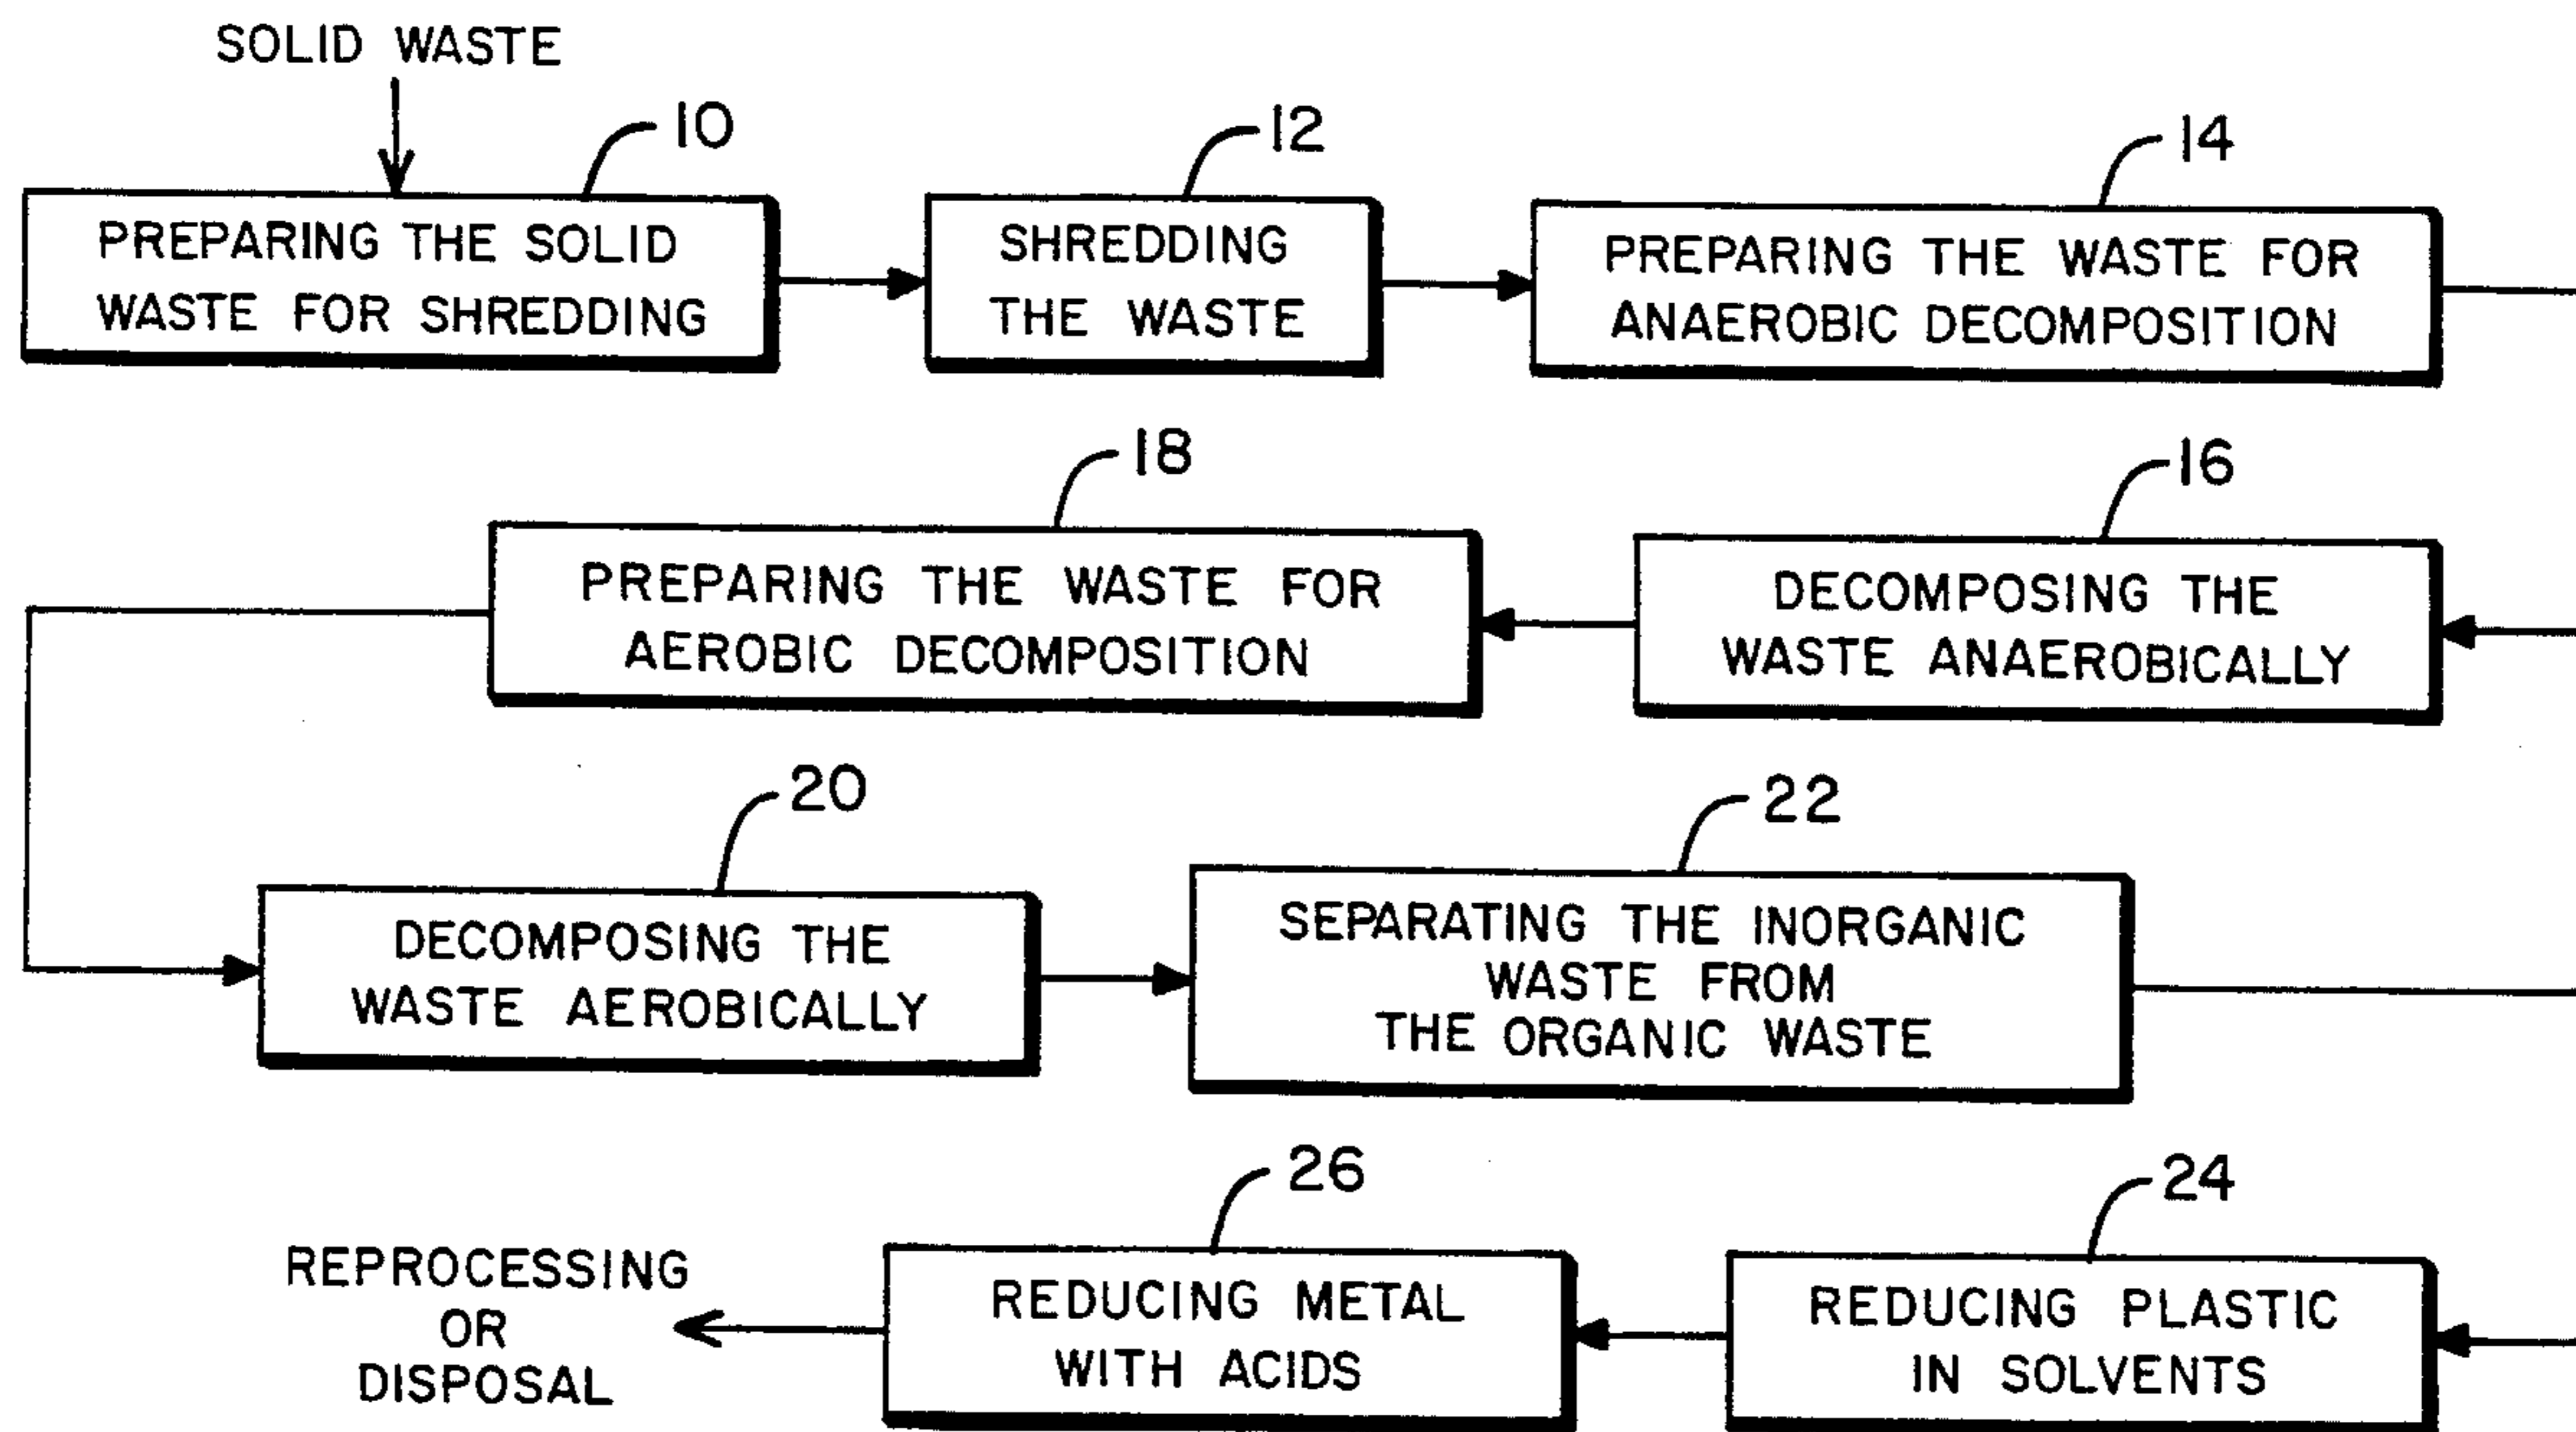 SOLID WASTE
10
PREPARING THE SOLID
WASTE FOR SHREDDING
12
SHREDDING
THE WASTE
14
PREPARING THE WASTE FOR
ANAEROBIC DECOMPOSITION
16
DECOMPOSING THE
WASTE ANAEROBICALLY
18
PREPARING THE WASTE FOR
AEROBIC DECOMPOSITION
20
DECOMPOSING THE
WASTE AEROBICALLY
22
SEPARATING THE INORGANIC
WASTE FROM
THE ORGANIC WASTE
24
REDUCING PLASTIC
IN SOLVENTS
26
REDUCING METAL
WITH ACIDS
REPROCESSING
OR
DISPOSAL